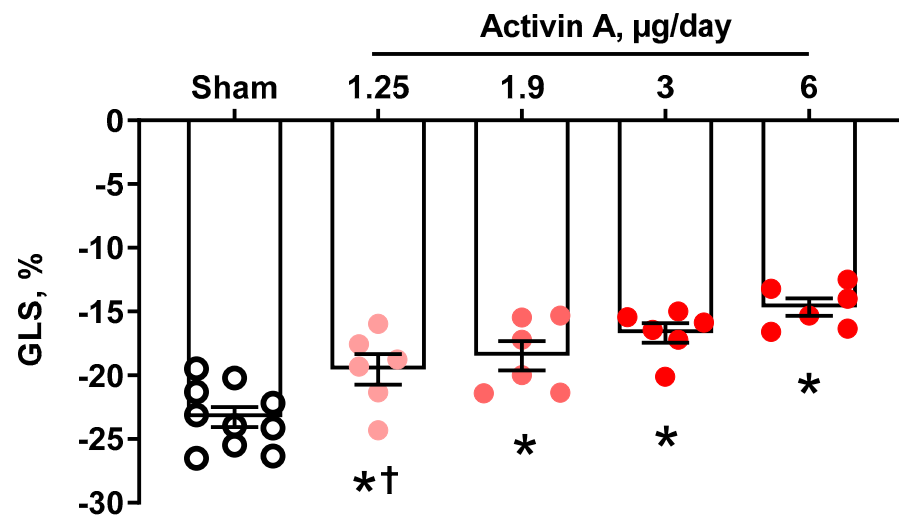 Activin A, µg/day
Sham 1.25 1.9 3 6
0
-5
-10
-15
-20
-25
-30
GLS, %
*† * * *